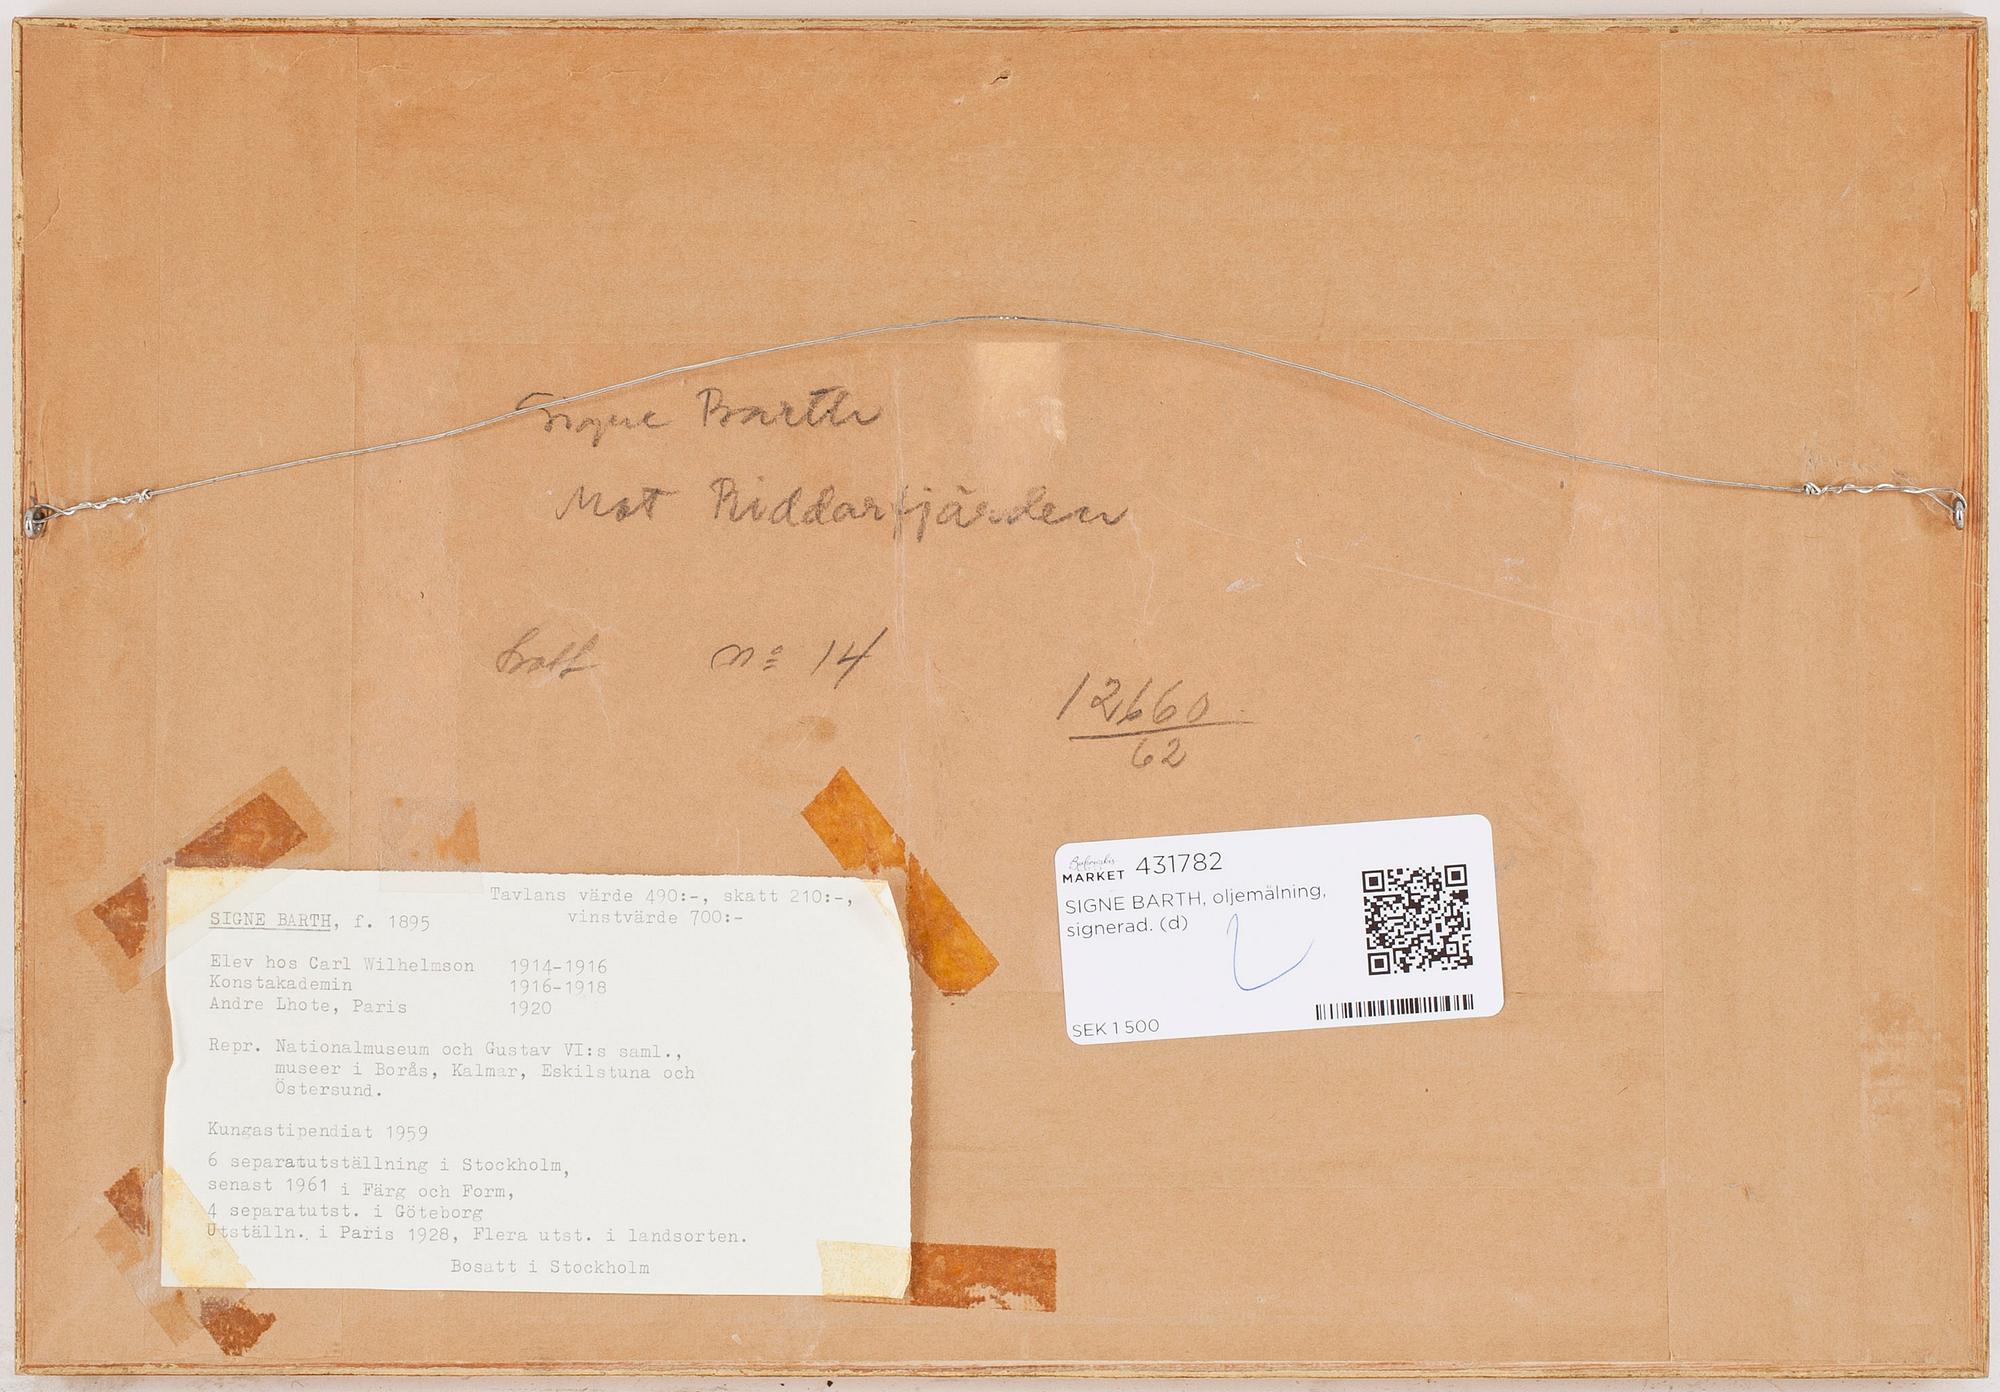 Signe Barth
Mot Riddarfjärden
no 14
12660
62
Tavlans värde 490:-, skatt 210:-,
SIGNE BARTH, f. 1895 vinstvärde 700:-
Elev hos Carl Wilhelmson 1914-1916
Konstakademin 1916-1918
Andre Lhote, Paris 1920
Repr. Nationalmuseum och Gustav VI:s saml.,
museer i Borås, Kalmar, Eskilstuna och
Östersund.
Kungastipendiat 1959
6 separatutställning i Stockholm,
senast 1961 i Färg och Form,
4 separatutst. i Göteborg
Utställn. i Paris 1928, Flera utst. i landsorten.
Bosatt i Stockholm
Bukowskis
MARKET 431782
SIGNE BARTH, oljemålning,
signerad. (d)
SEK 1 500